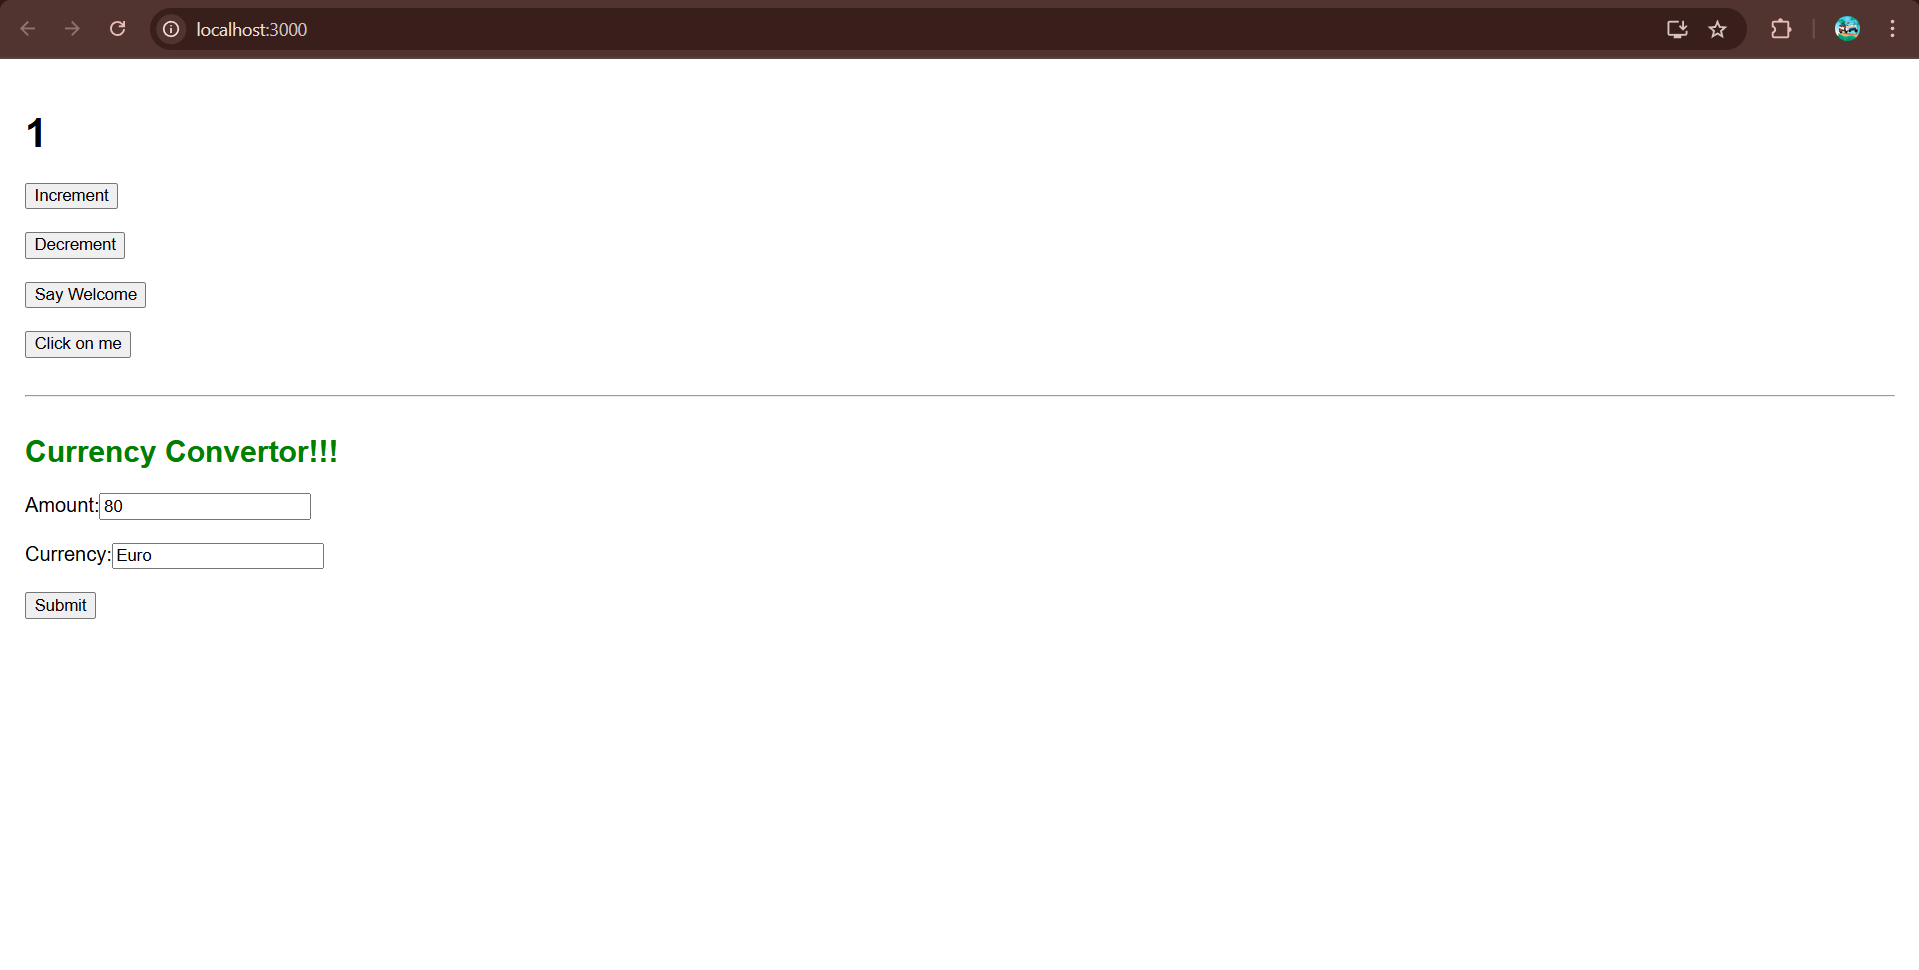 localhost:3000
1
Increment
Decrement
Say Welcome
Click on me
Currency Convertor!!!
Amount:80
Currency:Euro
Submit